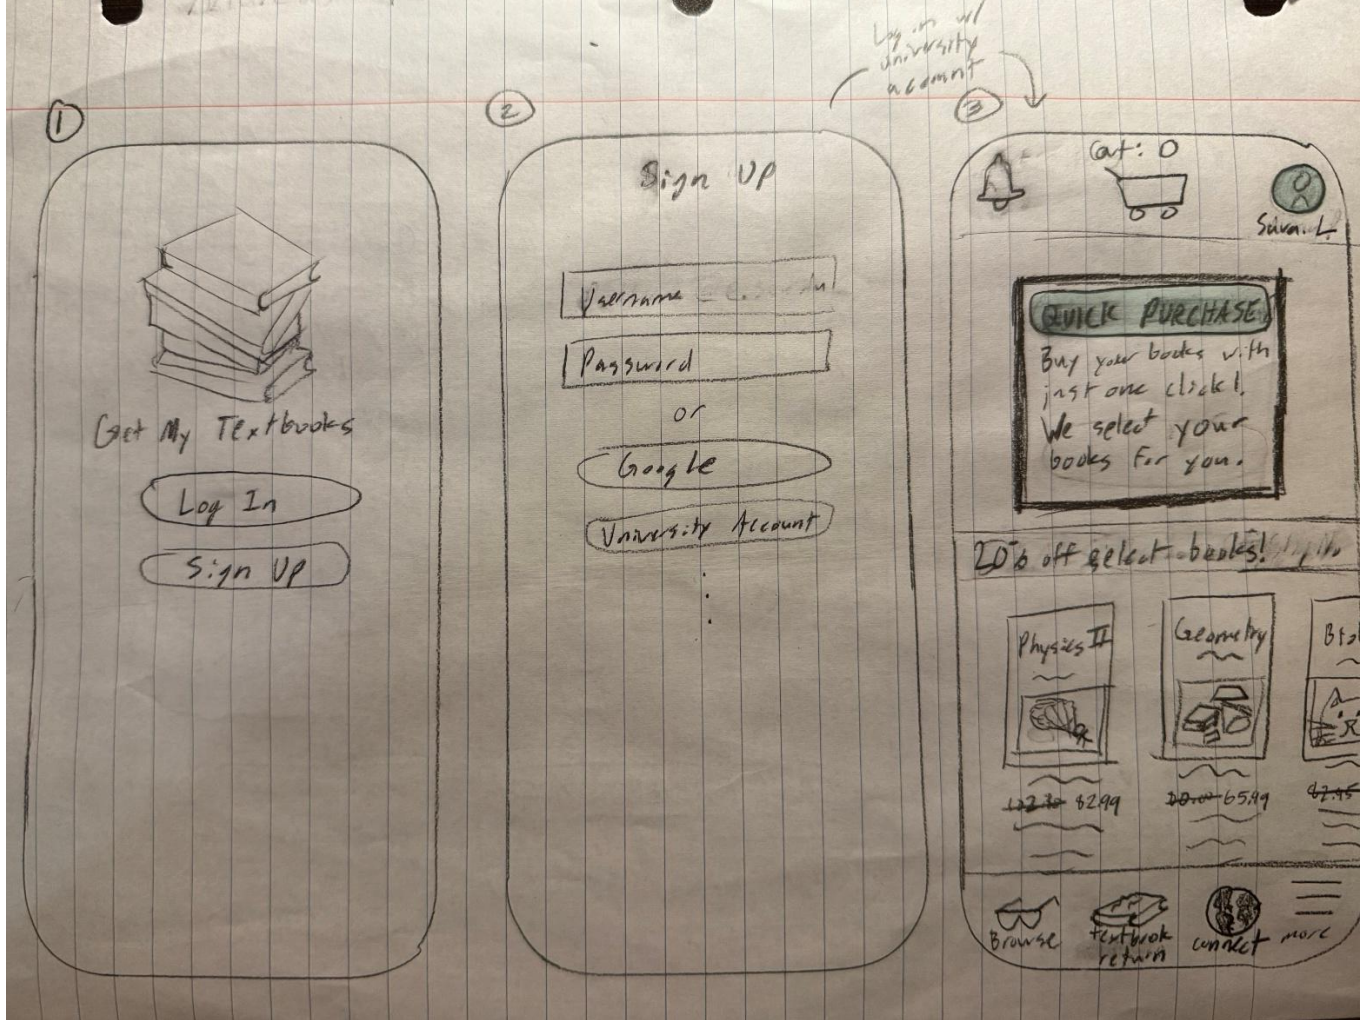 Log in w/
university
account
1
Get My Textbooks
Log In
Sign Up
2
Sign Up
Username
Password
or
Google
University Account
3
Cart: 0
QUICK PURCHASE
Buy your books with
just one click!
We select your
books for you.
20% off select books!
Physics II
Geometry
82.99
65.99
62.95
Browse
textbook
return
connect
more